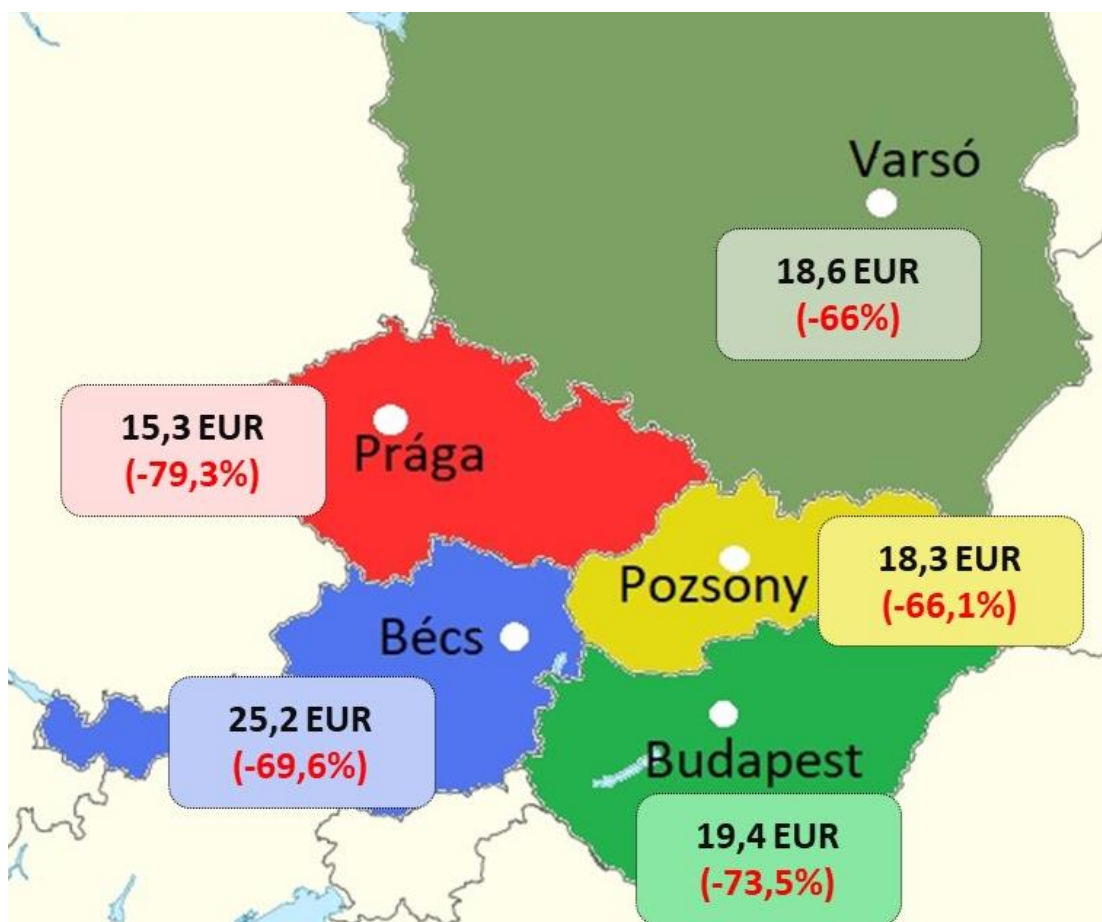 Varsó
18,6 EUR
(-66%)
15,3 EUR
(-79,3%)
Prága
18,3 EUR
(-66,1%)
Pozsony
Bécs
25,2 EUR
(-69,6%)
Budapest
19,4 EUR
(-73,5%)